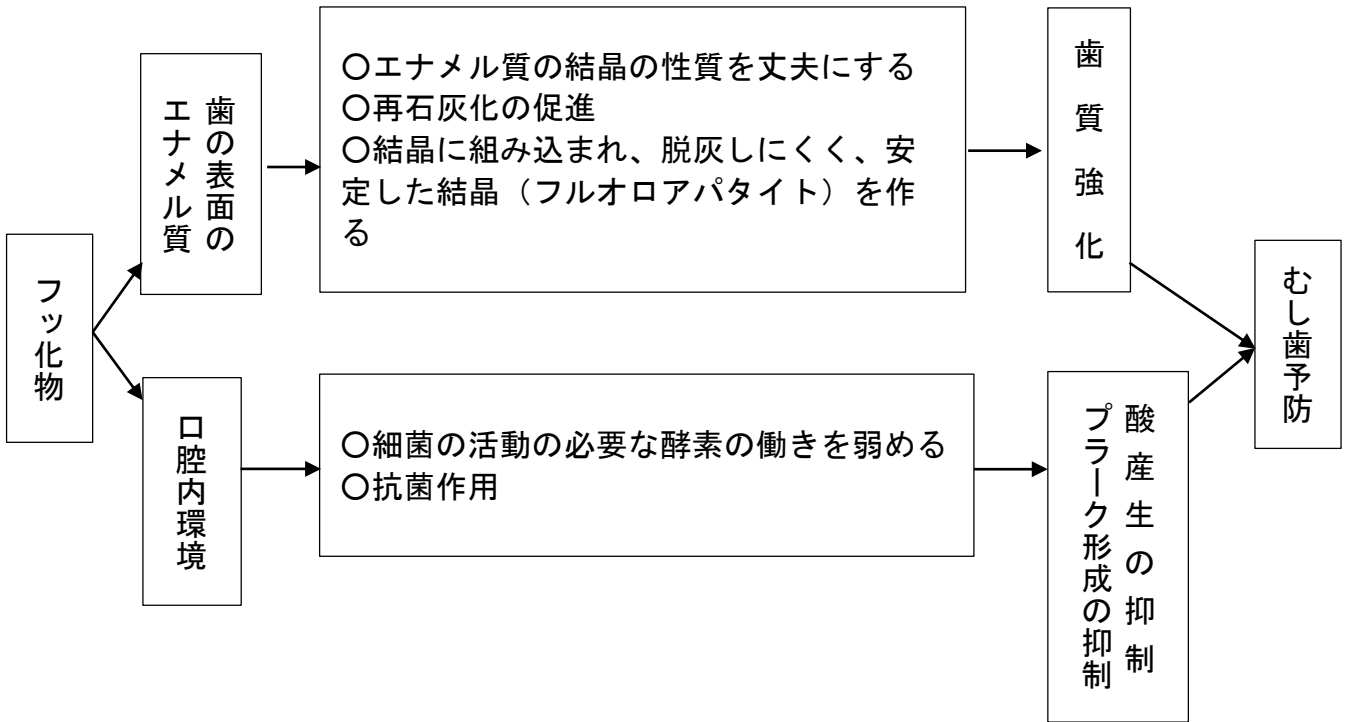 フッ化物
歯の表面の
エナメル質
〇エナメル質の結晶の性質を丈夫にする
〇再石灰化の促進
〇結晶に組み込まれ、脱灰しにくく、安
定した結晶（フルオロアパタイト）を作
る
歯質強化
口腔内環境
〇細菌の活動の必要な酵素の働きを弱める
〇抗菌作用
酸産生の抑制
プラーク形成の抑制
むし歯予防